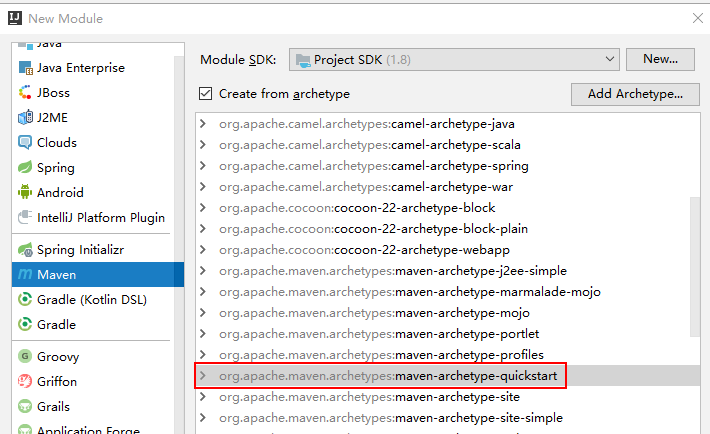 New Module
Java
Java Enterprise
JBoss
J2ME
Clouds
Spring
Android
IntelliJ Platform Plugin
Spring Initializr
Maven
Gradle (Kotlin DSL)
Gradle
Groovy
Griffon
Grails
Application Forge
Module SDK:
Project SDK (1.8)
New...
Create from archetype
Add Archetype...
org.apache.camel.archetypes:camel-archetype-java
org.apache.camel.archetypes:camel-archetype-scala
org.apache.camel.archetypes:camel-archetype-spring
org.apache.camel.archetypes:camel-archetype-war
org.apache.cocoon:cocoon-22-archetype-block
org.apache.cocoon:cocoon-22-archetype-block-plain
org.apache.cocoon:cocoon-22-archetype-webapp
org.apache.maven.archetypes:maven-archetype-j2ee-simple
org.apache.maven.archetypes:maven-archetype-marmalade-mojo
org.apache.maven.archetypes:maven-archetype-mojo
org.apache.maven.archetypes:maven-archetype-portlet
org.apache.maven.archetypes:maven-archetype-profiles
org.apache.maven.archetypes:maven-archetype-quickstart
org.apache.maven.archetypes:maven-archetype-site
org.apache.maven.archetypes:maven-archetype-site-simple